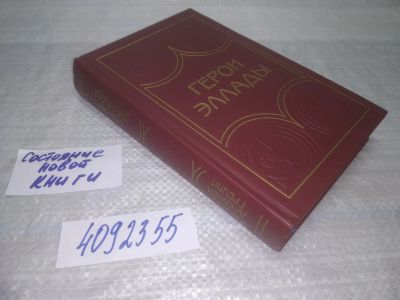 ГЕРОИ
ЭЛЛАДЫ
Состояние
новой
книги
4092355